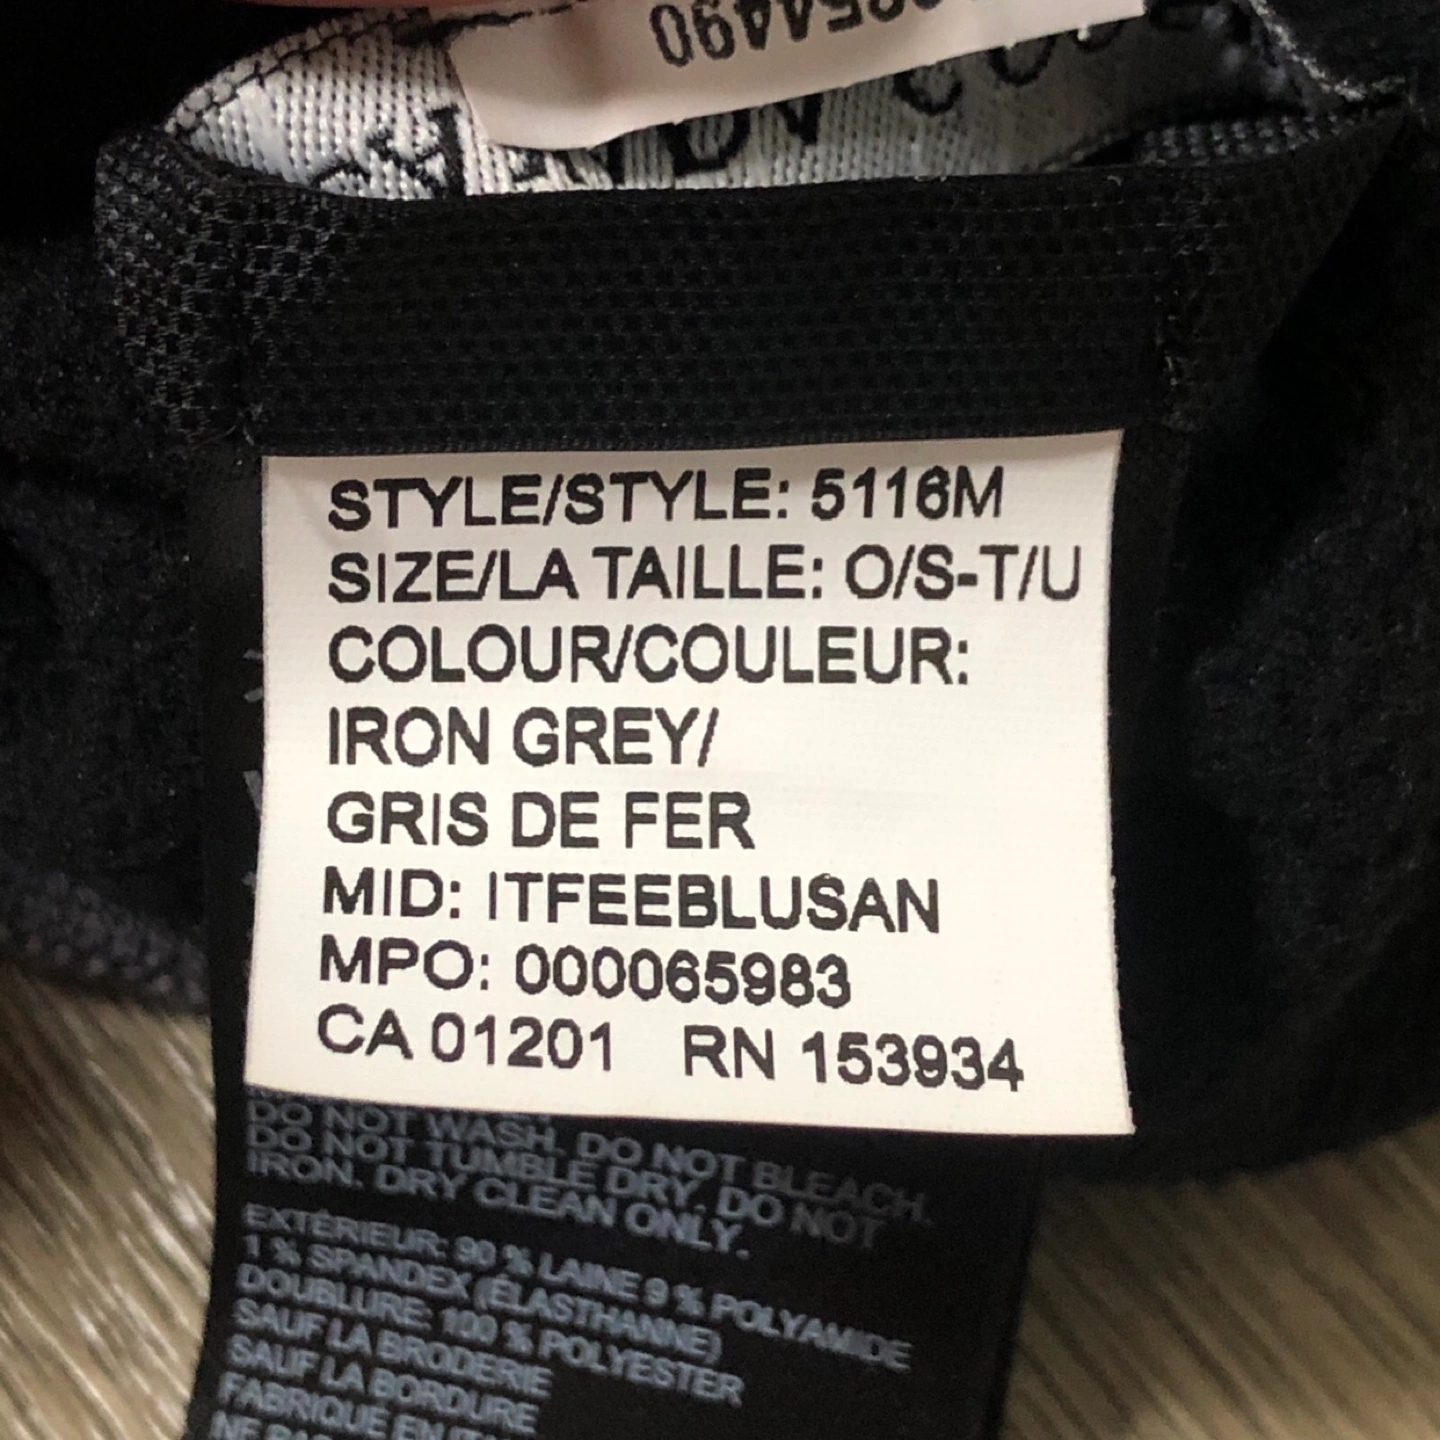 STYLE/STYLE: 5116M
SIZE/LA TAILLE: O/S-T/U
COLOUR/COULEUR:
IRON GREY/
GRIS DE FER
MID: ITFEEBLUSAN
MPO: 000065983
CA 01201 RN 153934
DO NOT WASH. DO NOT BLEACH.
DO NOT TUMBLE DRY. DO NOT
IRON. DRY CLEAN ONLY.
EXTÉRIEUR: 90 % LAINE 9 % POLYAMIDE
1 % SPANDEX (ÉLASTHANNE)
DOUBLURE: 100 % POLYESTER
SAUF LA BRODERIE
SAUF LA BORDURE
FABRIQUÉ EN